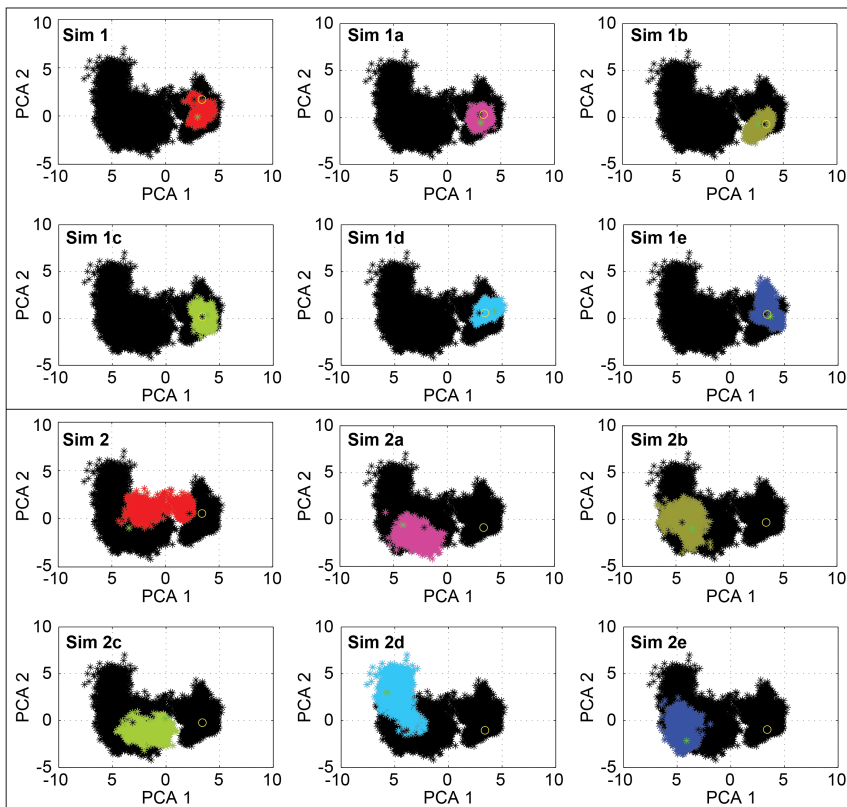 Sim 1
10
5
0
-5
PCA 2
-10 5 0 5 10
PCA 1
Sim 1a
10
5
0
-5
PCA 2
-10 5 0 5 10
PCA 1
Sim 1b
10
5
0
-5
PCA 2
-10 5 0 5 10
PCA 1
Sim 1c
10
5
0
-5
PCA 2
-10 5 0 5 10
PCA 1
Sim 1d
10
5
0
-5
PCA 2
-10 5 0 5 10
PCA 1
Sim 1e
10
5
0
-5
PCA 2
-10 5 0 5 10
PCA 1
Sim 2
10
5
0
-5
PCA 2
-10 5 0 5 10
PCA 1
Sim 2a
10
5
0
-5
PCA 2
-10 5 0 5 10
PCA 1
Sim 2b
10
5
0
-5
PCA 2
-10 5 0 5 10
PCA 1
Sim 2c
10
5
0
-5
PCA 2
-10 5 0 5 10
PCA 1
Sim 2d
10
5
0
-5
PCA 2
-10 5 0 5 10
PCA 1
Sim 2e
10
5
0
-5
PCA 2
-10 5 0 5 10
PCA 1